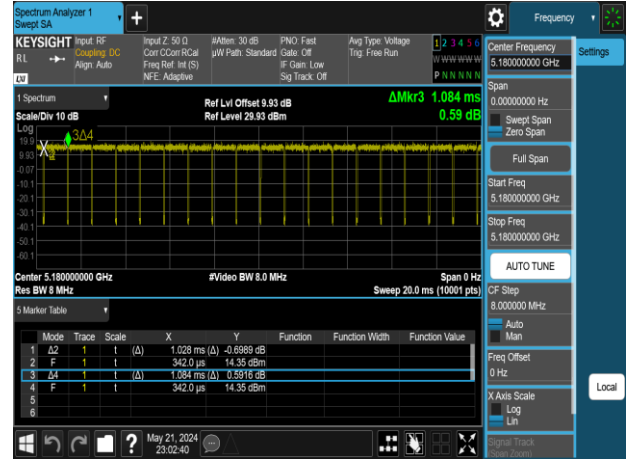 Spectrum Analyzer 1
Swept SA
Frequency
KEYSIGHT
RL
Input: RF
Coupling: DC
Align: Auto
Input Z: 50 Ω
Corr CCorr RCal
Freq Ref: Int (S)
NFE: Adaptive
#Atten: 30 dB
µW Path: Standard
PNO: Fast
Gate: Off
IF Gain: Low
Sig Track: Off
Avg Type: Voltage
Trig: Free Run
1 2 3 4 5 6
W W W W W W
P N N N N N
LXI
1 Spectrum
Scale/Div 10 dB
Ref Lvl Offset 9.93 dB
Ref Level 29.93 dBm
ΔMkr3 1.084 ms
0.59 dB
Log
3Δ4
19.9
9.93
-0.07
-10.1
-20.1
-30.1
-40.1
-50.1
-60.1
Center 5.180000000 GHz
Res BW 8 MHz
#Video BW 8.0 MHz
Span 0 Hz
Sweep 20.0 ms (10001 pts)
5 Marker Table
Mode Trace Scale X Y Function Function Width Function Value
1 Δ2 1 t (Δ) 1.028 ms (Δ) -0.6989 dB
2 F 1 t 342.0 µs 14.35 dBm
3 Δ4 1 t (Δ) 1.084 ms (Δ) 0.5916 dB
4 F 1 t 342.0 µs 14.35 dBm
5
6
May 21, 2024
23:02:40
Center Frequency
5.180000000 GHz
Settings
Span
0.00000000 Hz
Swept Span
Zero Span
Full Span
Start Freq
5.180000000 GHz
Stop Freq
5.180000000 GHz
AUTO TUNE
CF Step
8.000000 MHz
Auto
Man
Freq Offset
0 Hz
X Axis Scale
Log
Lin
Local
Signal Track
(Span Zoom)